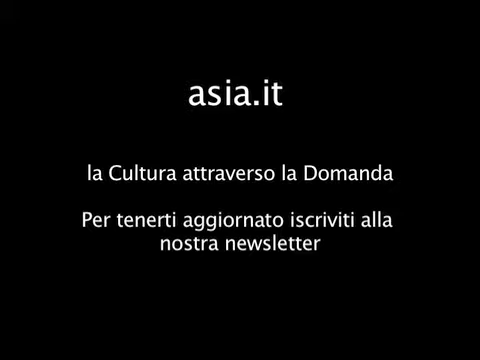 asia.it
la Cultura attraverso la Domanda
Per tenerti aggiornato iscriviti alla
nostra newsletter